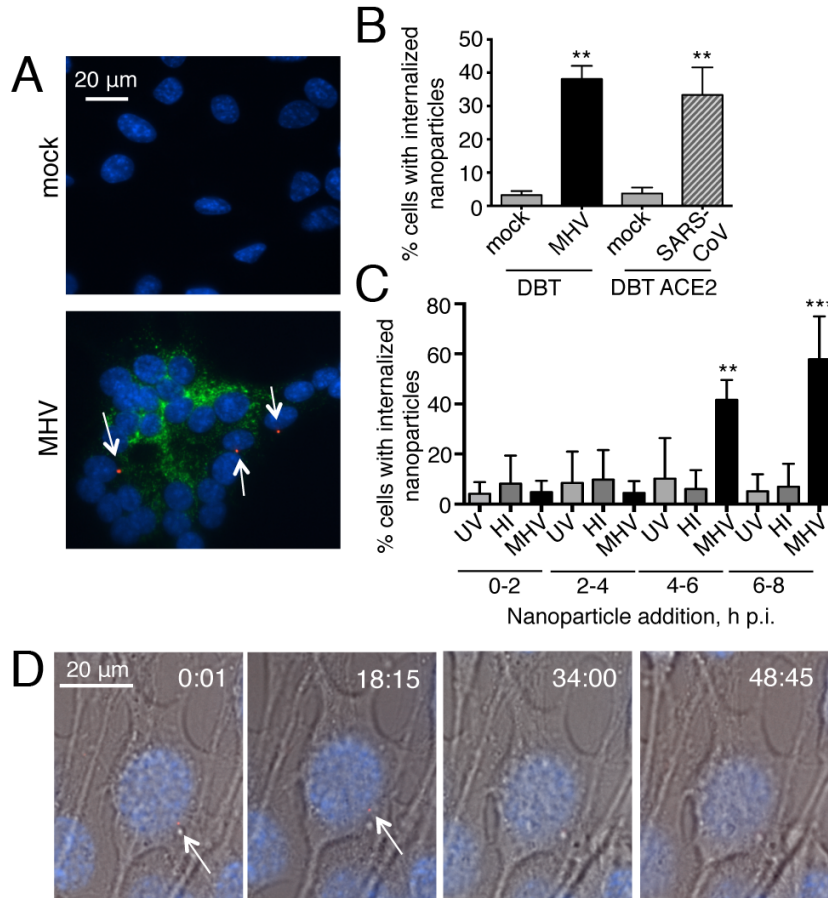 A
20 µm
mock
MHV
B
% cells with internalized
nanoparticles
50
40
30
20
10
0
**
**
mock
MHV
mock
SARS-
CoV
DBT
DBT ACE2
C
% cells with internalized
nanoparticles
80
60
40
20
0
**
***
UV
HI
MHV
UV
HI
MHV
UV
HI
MHV
UV
HI
MHV
0-2
2-4
4-6
6-8
Nanoparticle addition, h p.i.
D
20 µm
0:01
18:15
34:00
48:45